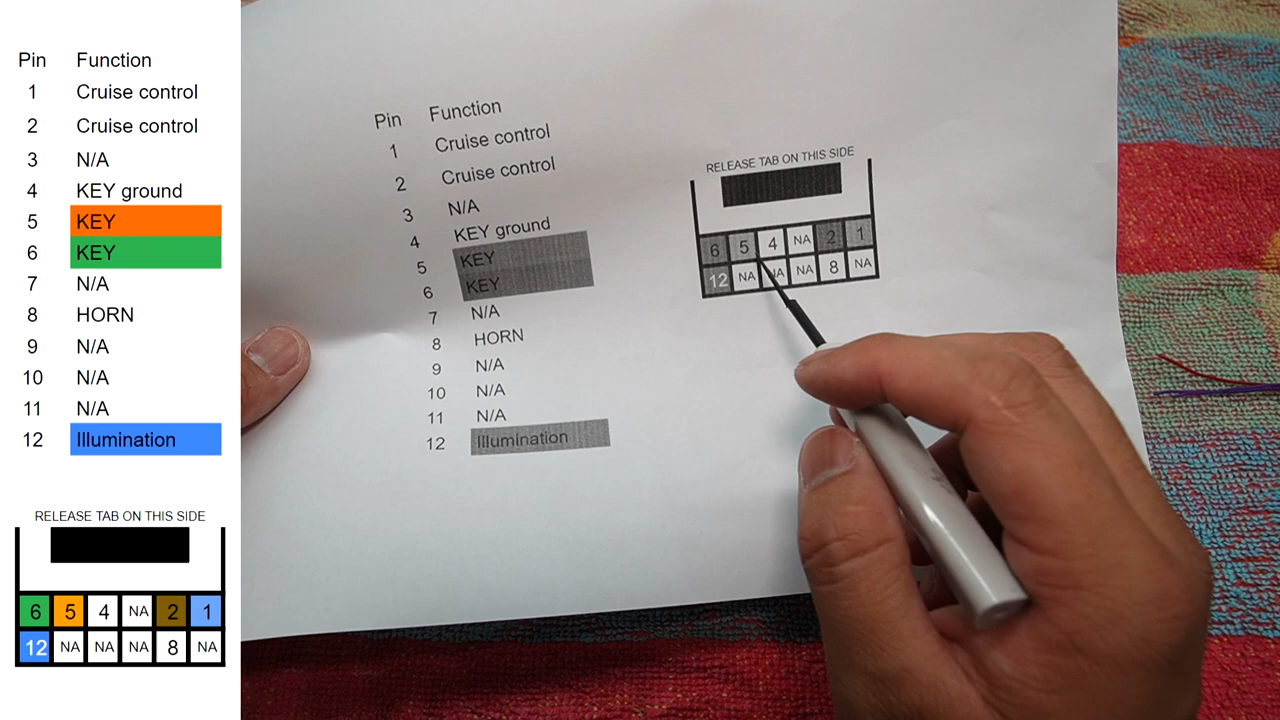 Pin Function
1 Cruise control
2 Cruise control
3 N/A
4 KEY ground
5 KEY
6 KEY
7 N/A
8 HORN
9 N/A
10 N/A
11 N/A
12 Illumination
RELEASE TAB ON THIS SIDE
6 5 4 NA 2 1
12 NA NA NA 8 NA
Pin Function
1 Cruise control
2 Cruise control
3 N/A
4 KEY ground
5 KEY
6 KEY
7 N/A
8 HORN
9 N/A
10 N/A
11 N/A
12 Illumination
RELEASE TAB ON THIS SIDE
6 5 4 NA 2 1
12 NA NA NA 8 NA